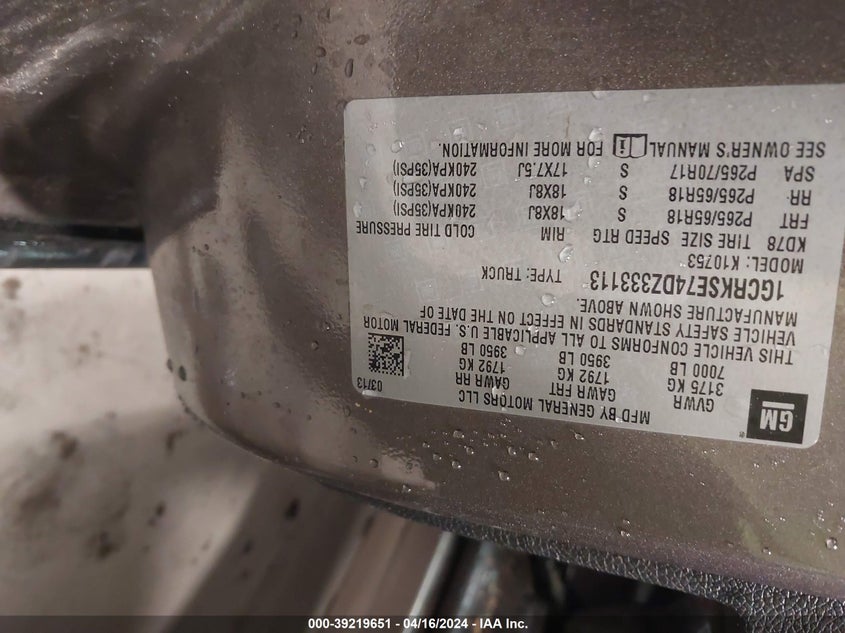 GM
MFD BY GENERAL MOTORS LLC
03/13
GVWR GAWR FRT GAWR RR
3175 KG 1792 KG 1792 KG
7000 LB 3950 LB 3950 LB
THIS VEHICLE CONFORMS TO ALL APPLICABLE U.S. FEDERAL MOTOR
VEHICLE SAFETY STANDARDS IN EFFECT ON THE DATE OF
MANUFACTURE SHOWN ABOVE.
1GCRKSE74DZ333113 TYPE: TRUCK
MODEL: K10753
KD78 TIRE SIZE SPEED RTG RIM COLD TIRE PRESSURE
FRT P265/65R18 S 18X8J 240KPA(35PSI)
RR P265/65R18 S 18X8J 240KPA(35PSI)
SPA P265/70R17 S 17X7.5J 240KPA(35PSI)
SEE OWNER'S MANUAL FOR MORE INFORMATION.
000-39219651 - 04/16/2024 - IAA Inc.